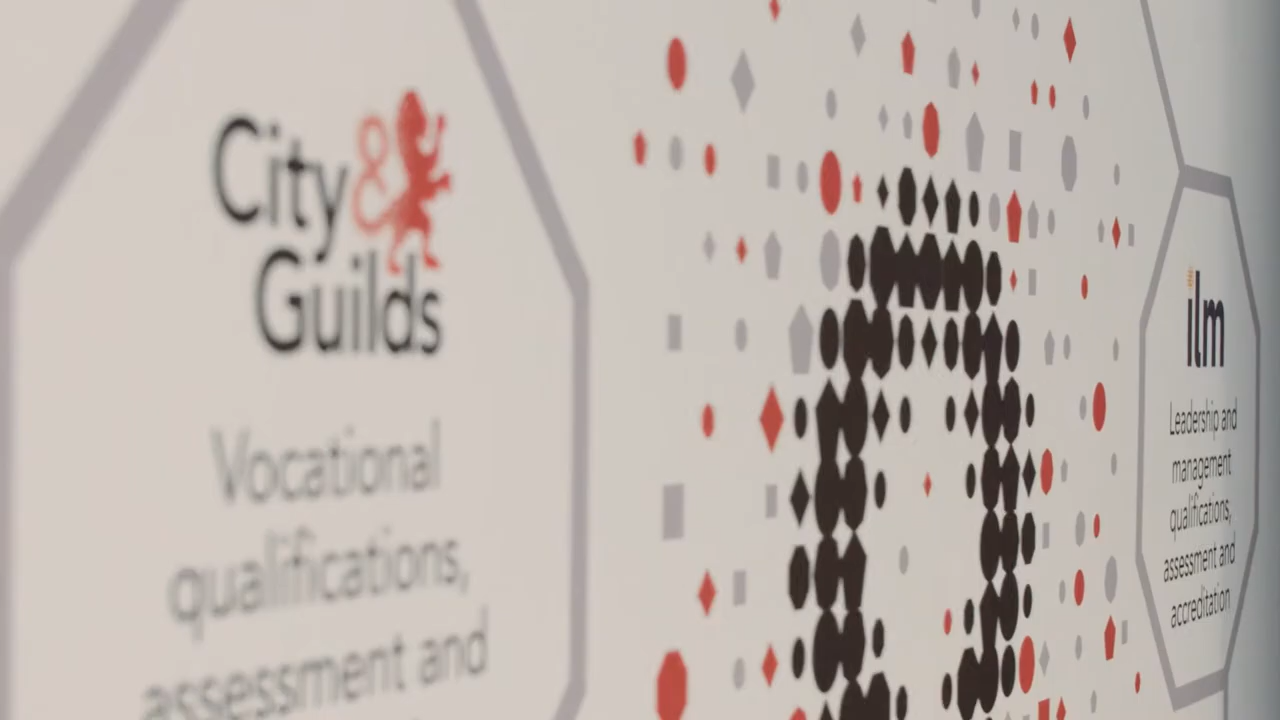 City&
Guilds
Vocational
qualifications,
assessment and
ilm
Leadership and
management
qualifications,
assessment and
accreditation